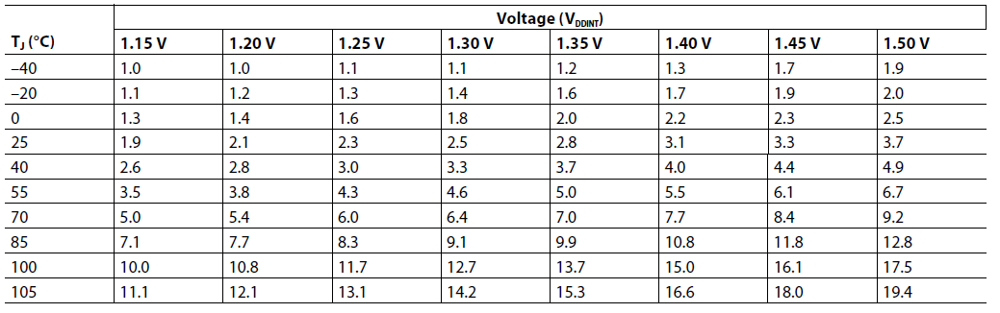 Voltage (VDDINT)
TJ (°C) 1.15 V 1.20 V 1.25 V 1.30 V 1.35 V 1.40 V 1.45 V 1.50 V
–40 1.0 1.0 1.1 1.1 1.2 1.3 1.7 1.9
–20 1.1 1.2 1.3 1.4 1.6 1.7 1.9 2.0
0 1.3 1.4 1.6 1.8 2.0 2.2 2.3 2.5
25 1.9 2.1 2.3 2.5 2.8 3.1 3.3 3.7
40 2.6 2.8 3.0 3.3 3.7 4.0 4.4 4.9
55 3.5 3.8 4.3 4.6 5.0 5.5 6.1 6.7
70 5.0 5.4 6.0 6.4 7.0 7.7 8.4 9.2
85 7.1 7.7 8.3 9.1 9.9 10.8 11.8 12.8
100 10.0 10.8 11.7 12.7 13.7 15.0 16.1 17.5
105 11.1 12.1 13.1 14.2 15.3 16.6 18.0 19.4